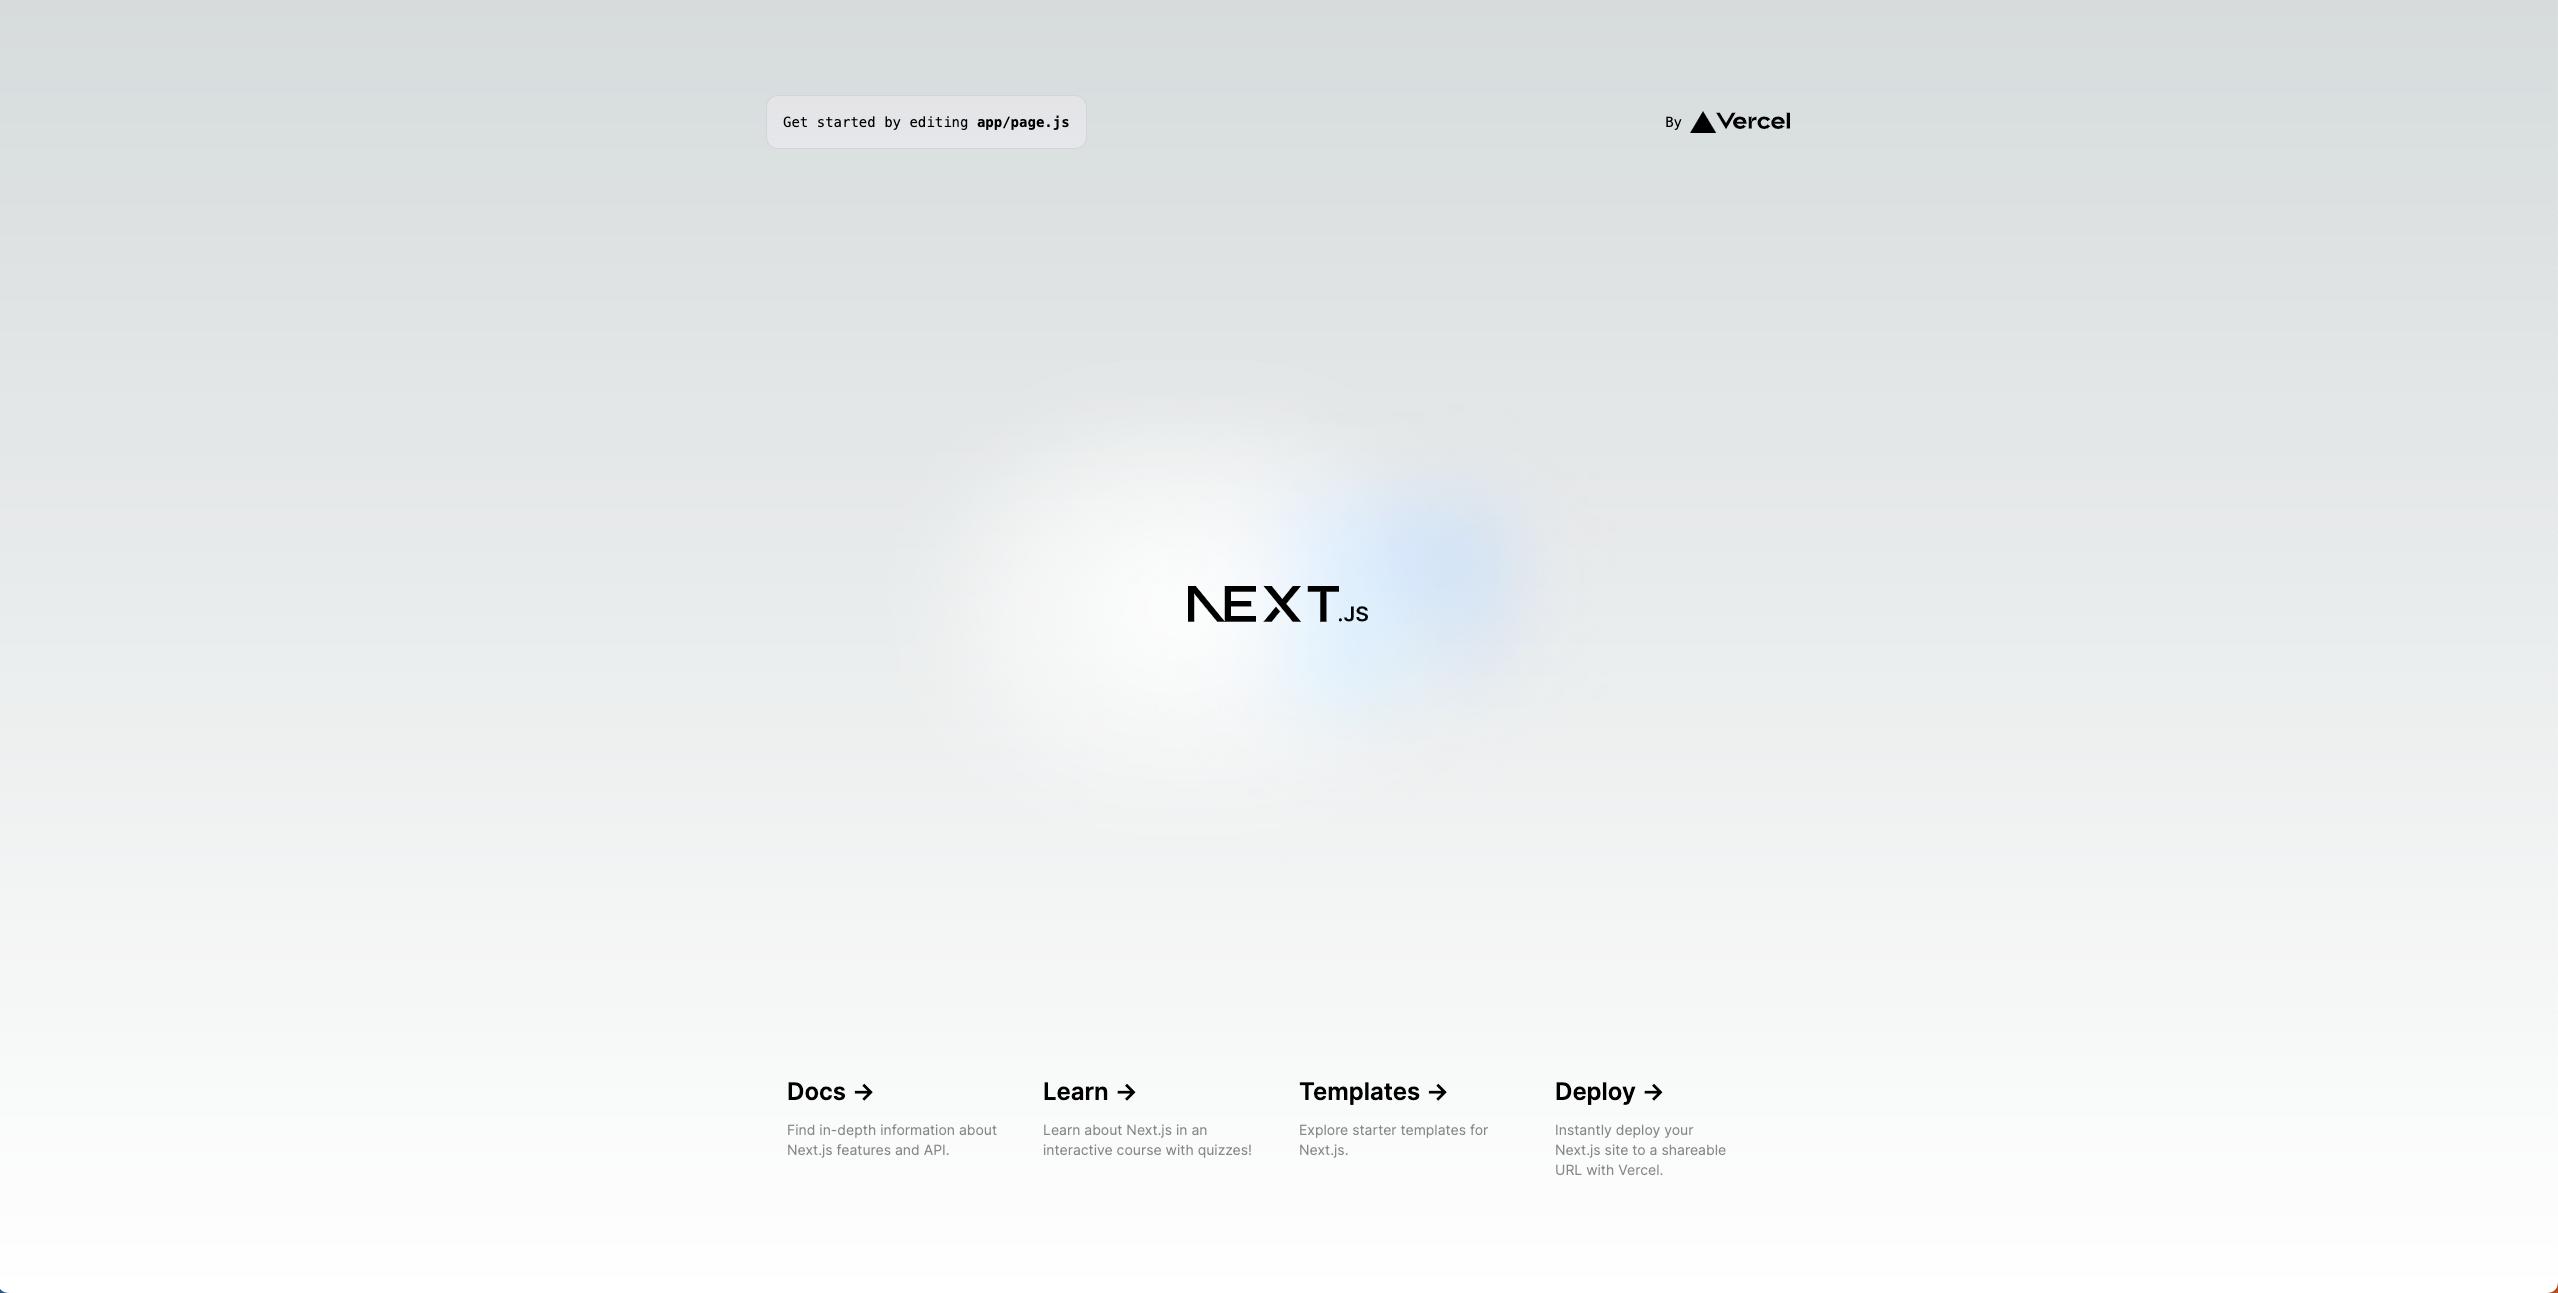 Get started by editing app/page.js
By Vercel
NEXT.JS
Docs →
Find in-depth information about
Next.js features and API.
Learn →
Learn about Next.js in an
interactive course with quizzes!
Templates →
Explore starter templates for
Next.js.
Deploy →
Instantly deploy your
Next.js site to a shareable
URL with Vercel.